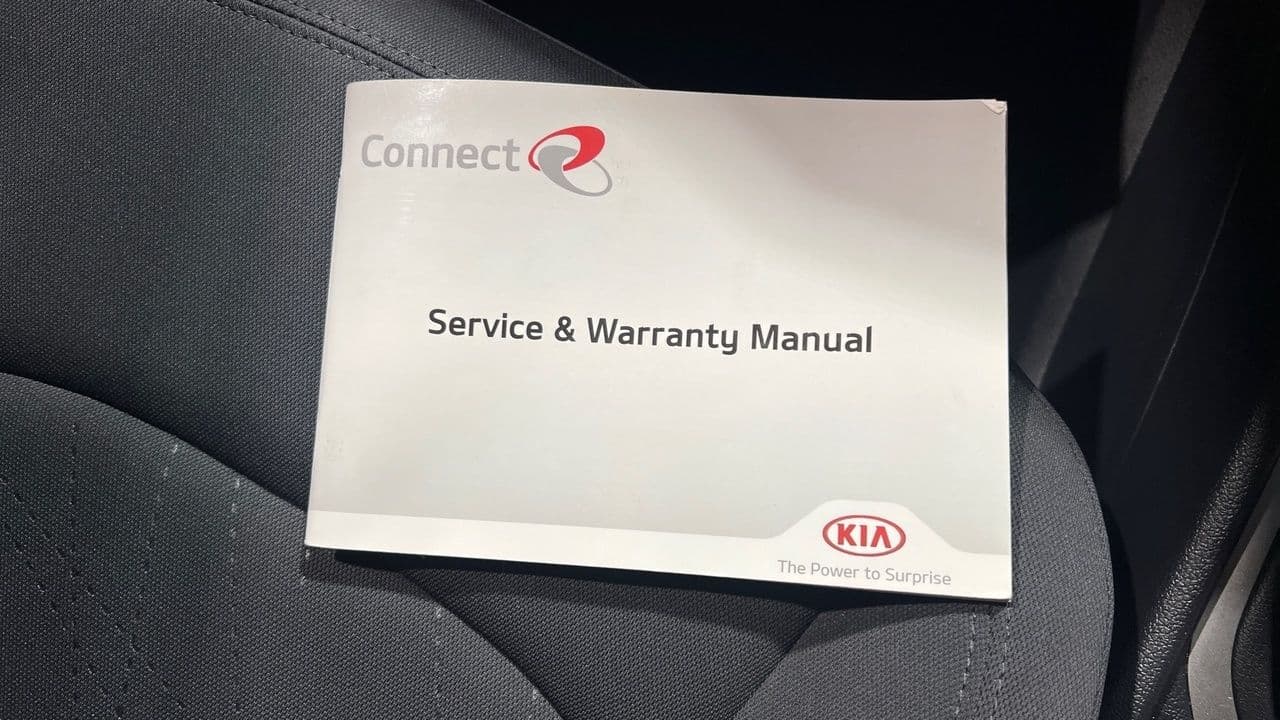 Connect
Service & Warranty Manual
KIA
The Power to Surprise